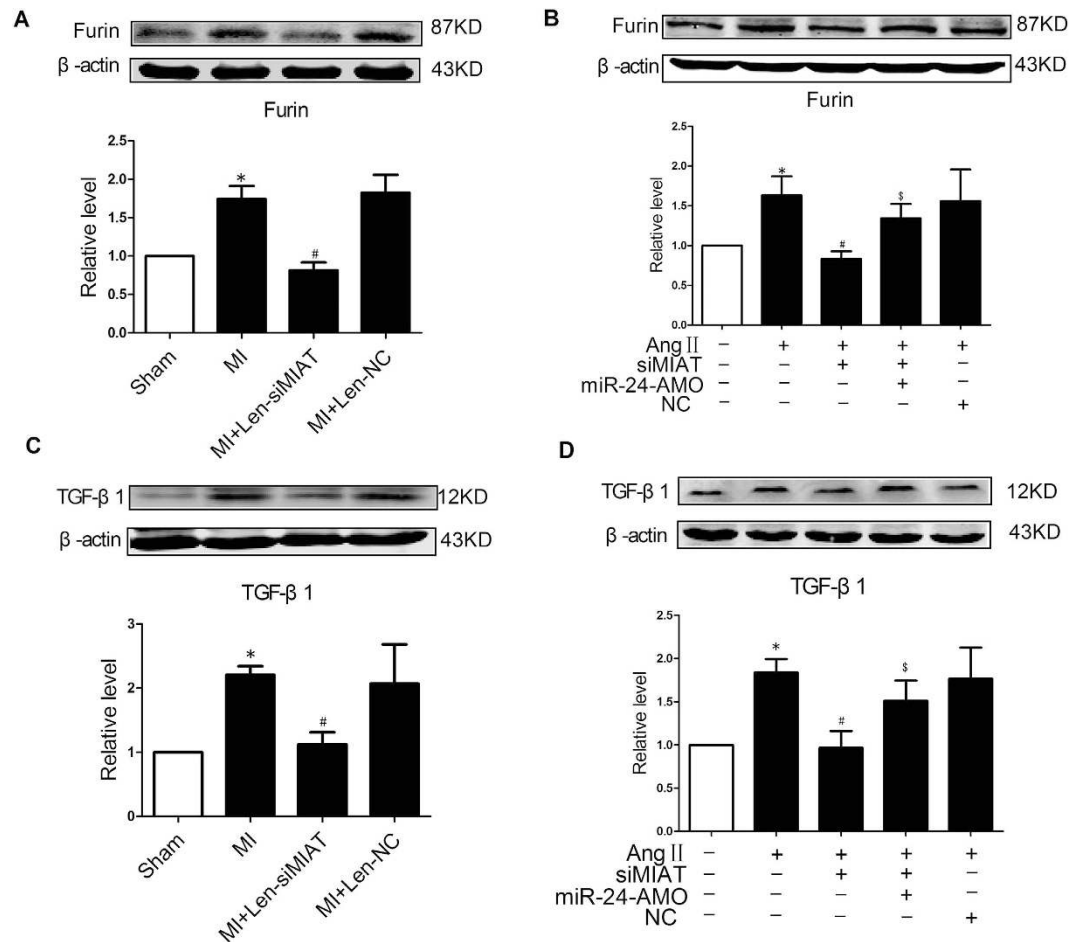 A
Furin
87KD
β -actin
43KD
Furin
Relative level
2.5
2.0
1.5
1.0
0.5
0.0
*
#
Sham
MI
MI+Len-siMIAT
MI+Len-NC
B
Furin
87KD
β -actin
43KD
Furin
Relative level
2.5
2.0
1.5
1.0
0.5
0.0
*
#
$
Ang II – + + + +
siMIAT – – + + –
miR-24-AMO – – – + –
NC – – – – +
C
TGF-β 1
12KD
β -actin
43KD
TGF-β 1
Relative level
3
2
1
0
*
#
Sham
MI
MI+Len-siMIAT
MI+Len-NC
D
TGF-β 1
12KD
β -actin
43KD
TGF-β 1
Relative level
2.5
2.0
1.5
1.0
0.5
0.0
*
#
$
Ang II – + + + +
siMIAT – – + + –
miR-24-AMO – – – + –
NC – – – – +